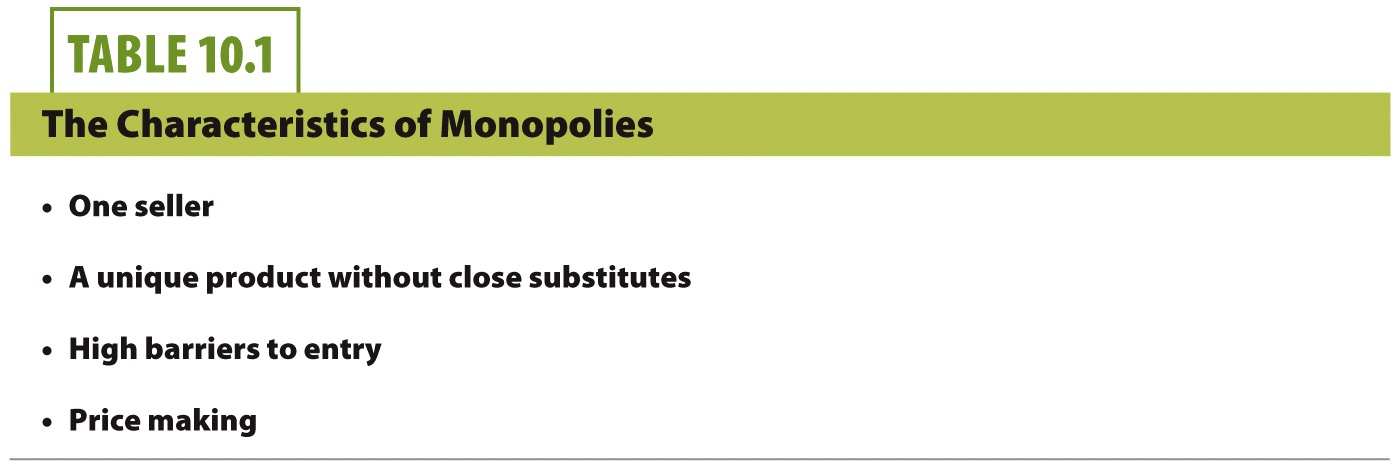 TABLE 10.1
The Characteristics of Monopolies
• One seller
• A unique product without close substitutes
• High barriers to entry
• Price making